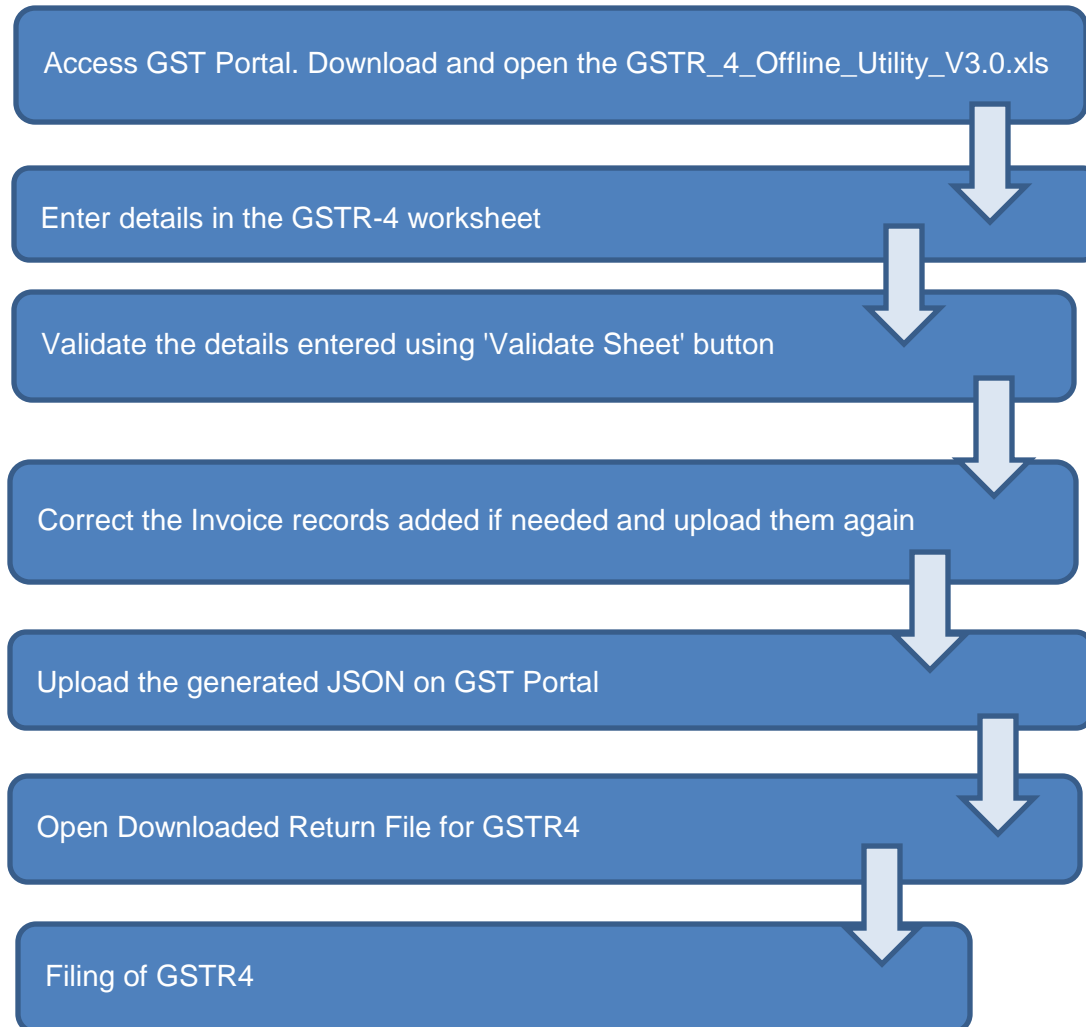 Access GST Portal. Download and open the GSTR_4_Offline_Utility_V3.0.xls
Enter details in the GSTR-4 worksheet
Validate the details entered using 'Validate Sheet' button
Correct the Invoice records added if needed and upload them again
Upload the generated JSON on GST Portal
Open Downloaded Return File for GSTR4
Filing of GSTR4